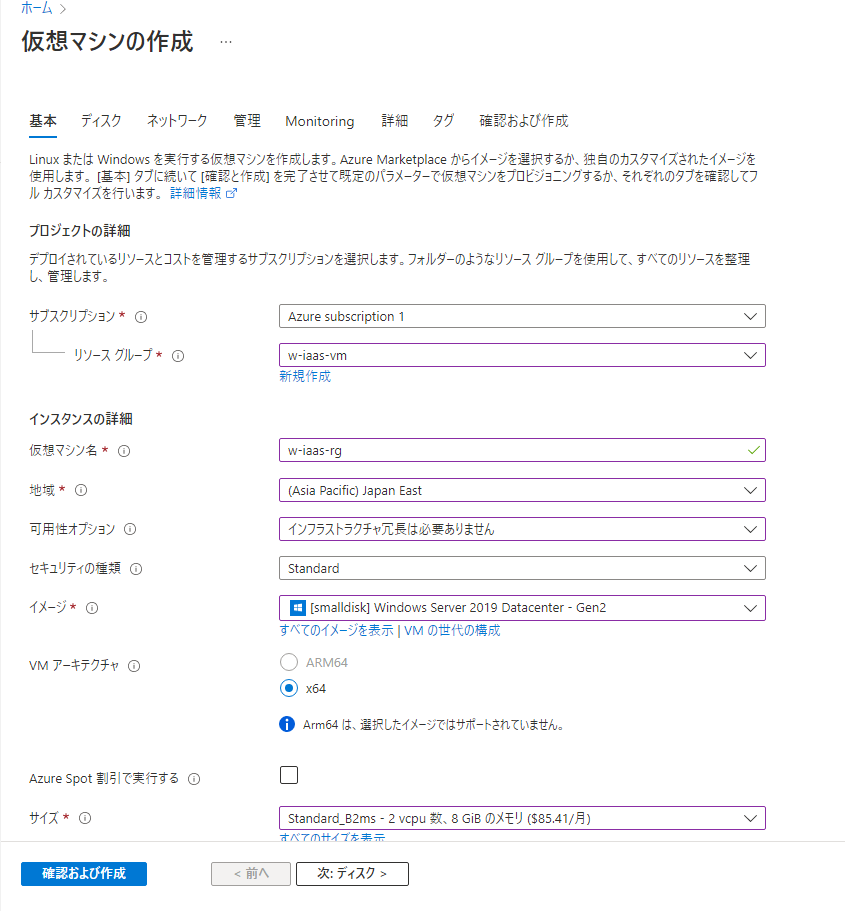 ホーム >
仮想マシンの作成 ...
基本 ディスク ネットワーク 管理 Monitoring 詳細 タグ 確認および作成
Linux または Windows を実行する仮想マシンを作成します。Azure Marketplace からイメージを選択するか、独自のカスタマイズされたイメージを
使用します。[基本] タブに続いて [確認と作成] を完了させて既定のパラメーターで仮想マシンをプロビジョニングするか、それぞれのタブを確認してフ
ル カスタマイズを行います。 詳細情報
プロジェクトの詳細
デプロイされているリソースとコストを管理するサブスクリプションを選択します。フォルダーのようなリソース グループを使用して、すべてのリソースを整理
し、管理します。
サブスクリプション * Azure subscription 1
リソース グループ * w-iaas-vm
新規作成
インスタンスの詳細
仮想マシン名 * w-iaas-rg
地域 * (Asia Pacific) Japan East
可用性オプション インフラストラクチャ冗長は必要ありません
セキュリティの種類 Standard
イメージ * [smalldisk] Windows Server 2019 Datacenter - Gen2
すべてのイメージを表示 | VM の世代の構成
VM アーキテクチャ ARM64
x64
Arm64 は、選択したイメージではサポートされていません。
Azure Spot 割引で実行する
サイズ * Standard_B2ms - 2 vcpu 数、8 GiB のメモリ ($85.41/月)
すべてのサイズを表示
確認および作成 < 前へ 次: ディスク >